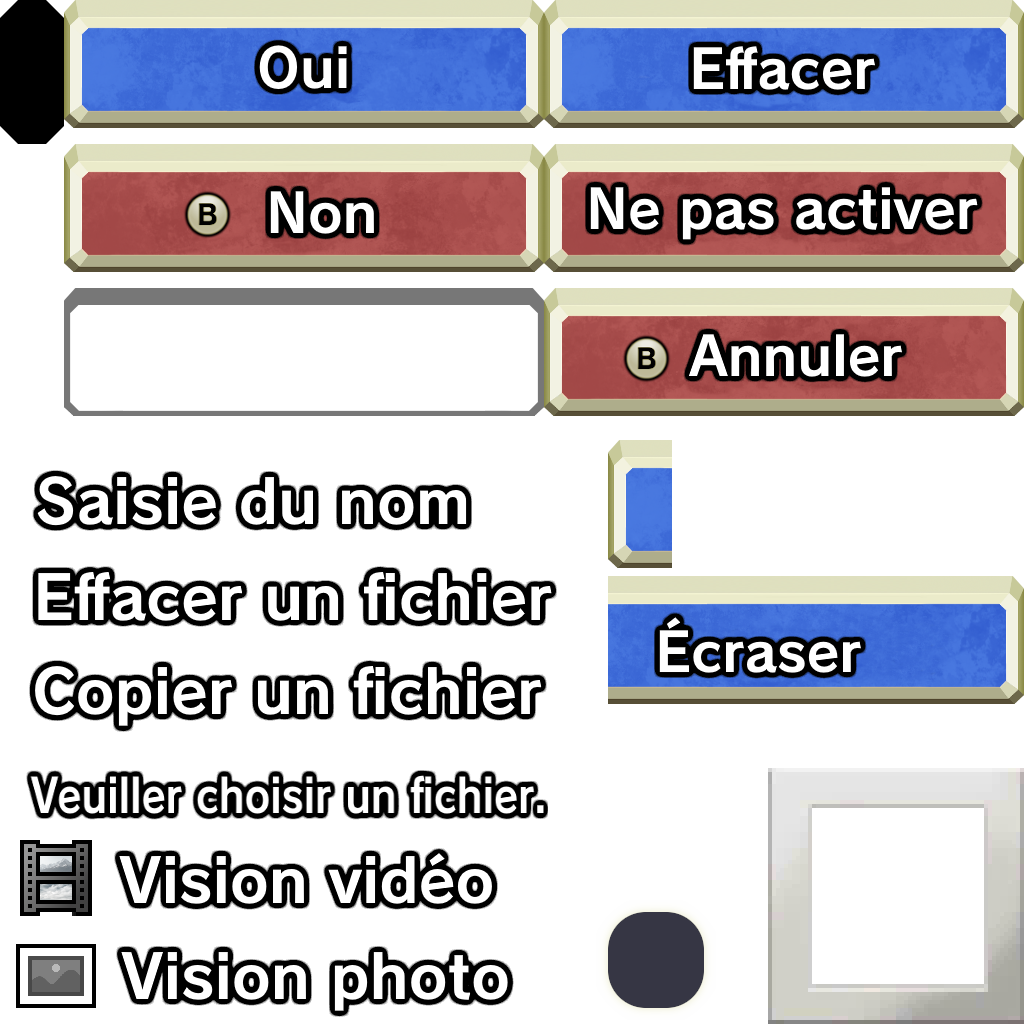 Oui
Effacer
B Non
Ne pas activer
B Annuler
Saisie du nom
Effacer un fichier
Écraser
Copier un fichier
Veuiller choisir un fichier.
Vision vidéo
Vision photo